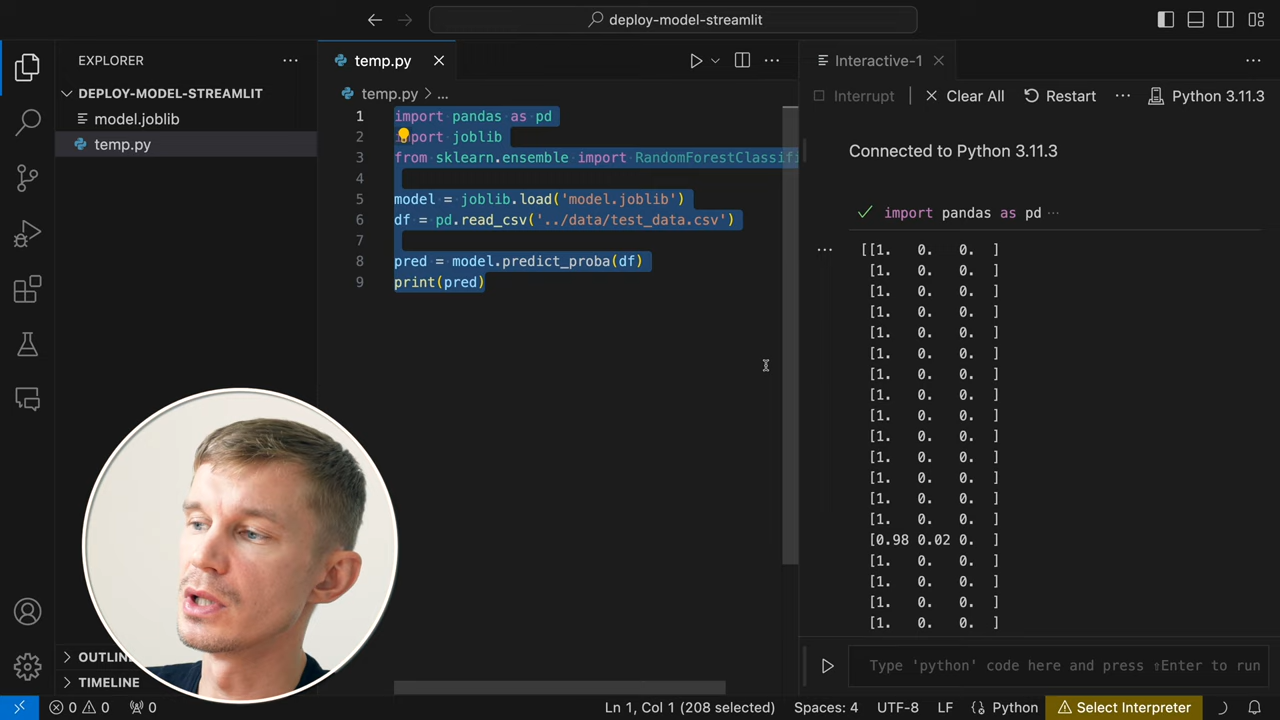 deploy-model-streamlit
EXPLORER
DEPLOY-MODEL-STREAMLIT
model.joblib
temp.py
OUTLIN
TIMELINE
temp.py
temp.py > ...
1 import pandas as pd
2 import joblib
3 from sklearn.ensemble import RandomForestClassifi
4
5 model = joblib.load('model.joblib')
6 df = pd.read_csv('../data/test_data.csv')
7
8 pred = model.predict_proba(df)
9 print(pred)
Interactive-1
Interrupt | Clear All Restart ... Python 3.11.3
Connected to Python 3.11.3
import pandas as pd ...
[[1. 0. 0. ]
[1. 0. 0. ]
[1. 0. 0. ]
[1. 0. 0. ]
[1. 0. 0. ]
[1. 0. 0. ]
[1. 0. 0. ]
[1. 0. 0. ]
[1. 0. 0. ]
[1. 0. 0. ]
[1. 0. 0. ]
[1. 0. 0. ]
[1. 0. 0. ]
[1. 0. 0. ]
[0.98 0.02 0. ]
[1. 0. 0. ]
[1. 0. 0. ]
[1. 0. 0. ]
[1. 0. 0. ]
Type 'python' code here and press ⇧Enter to run
0 0 0 Ln 1, Col 1 (208 selected) Spaces: 4 UTF-8 LF Python Select Interpreter